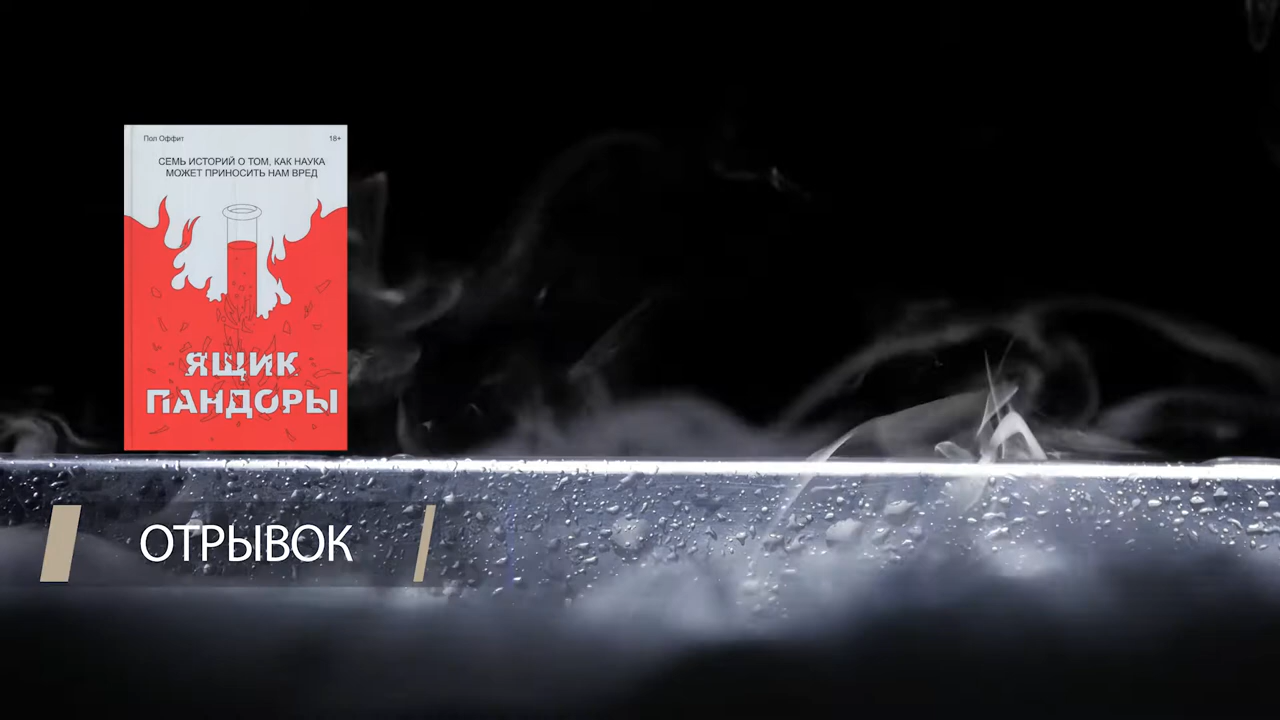 Пол Оффит
18+
СЕМЬ ИСТОРИЙ О ТОМ, КАК НАУКА
МОЖЕТ ПРИНОСИТЬ НАМ ВРЕД
ЯЩИК
ПАНДОРЫ
ОТРЫВОК